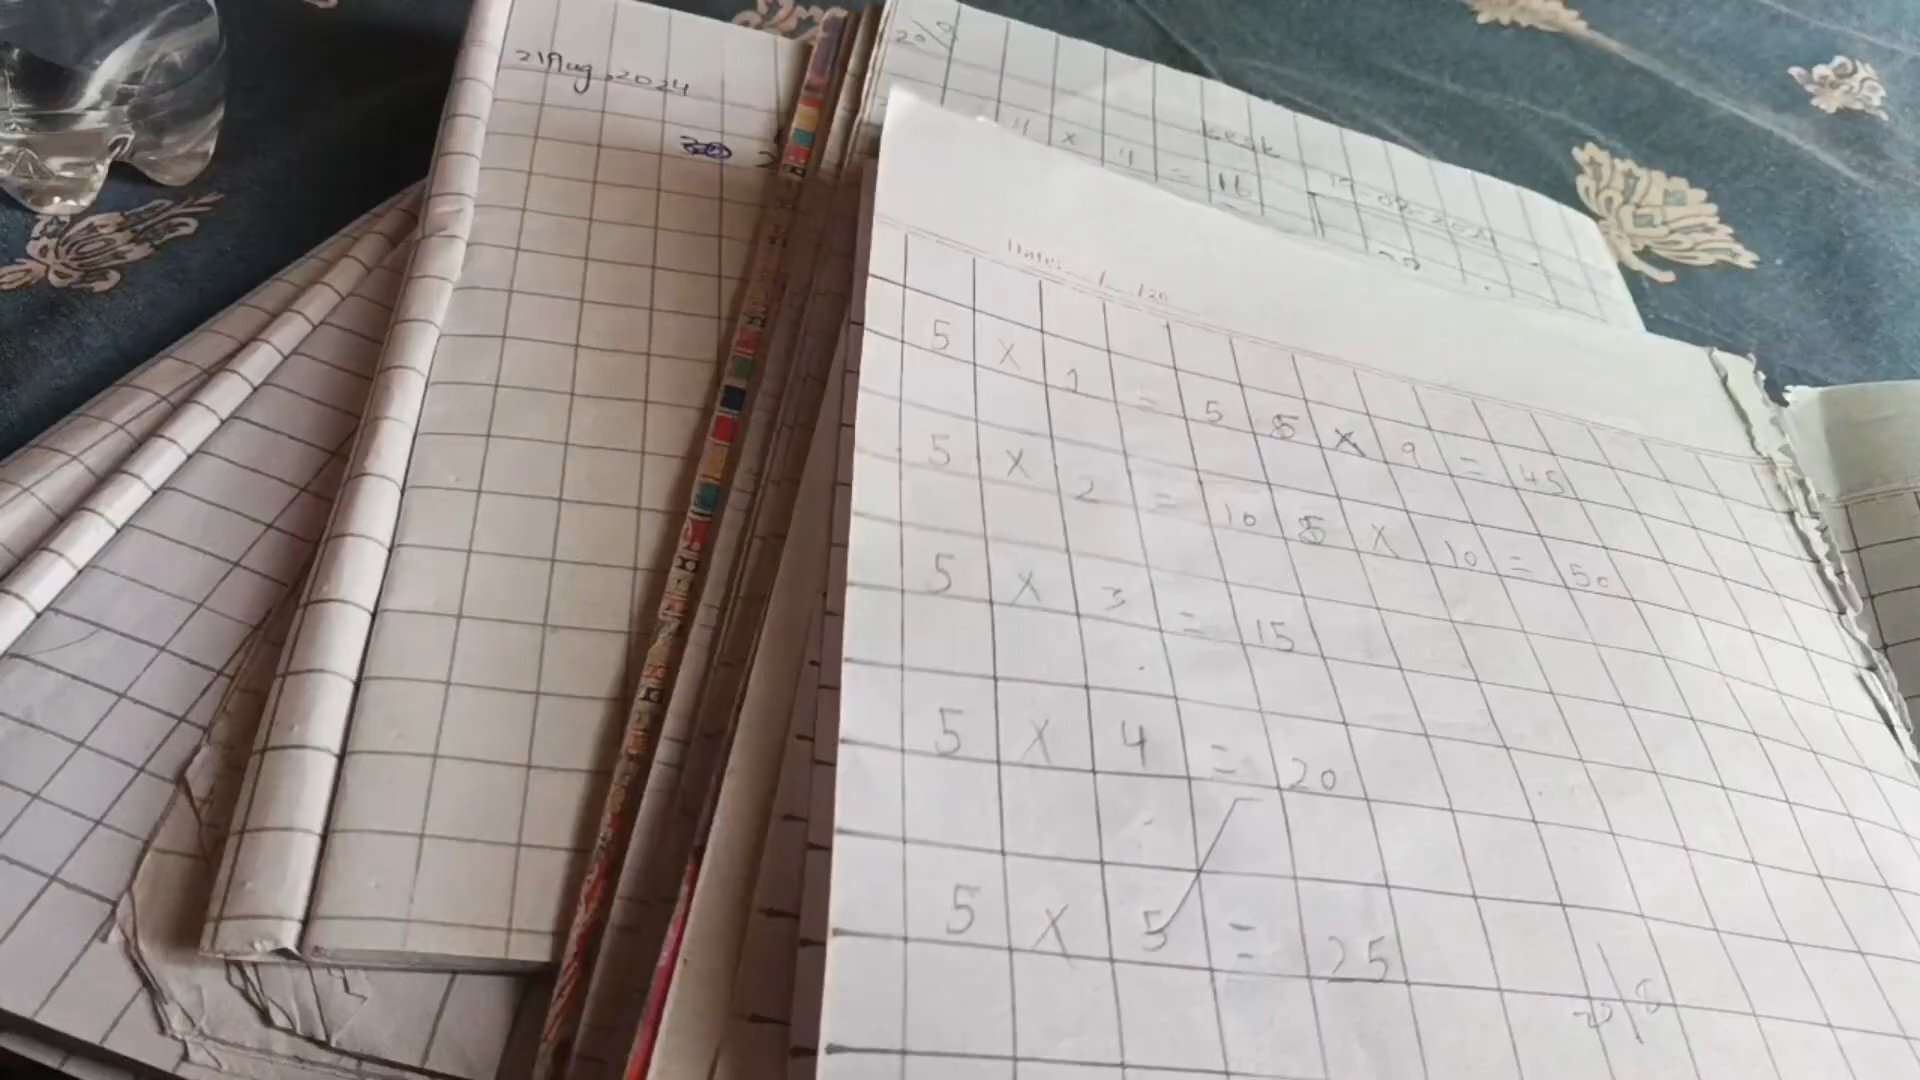 21 Aug, 2024
4 x 4 = 16
5 x 1 = 5 5 x 9 = 45
5 x 2 = 10 5 x 10 = 50
5 x 3 = 15
5 x 4 = 20
5 x 5 = 25